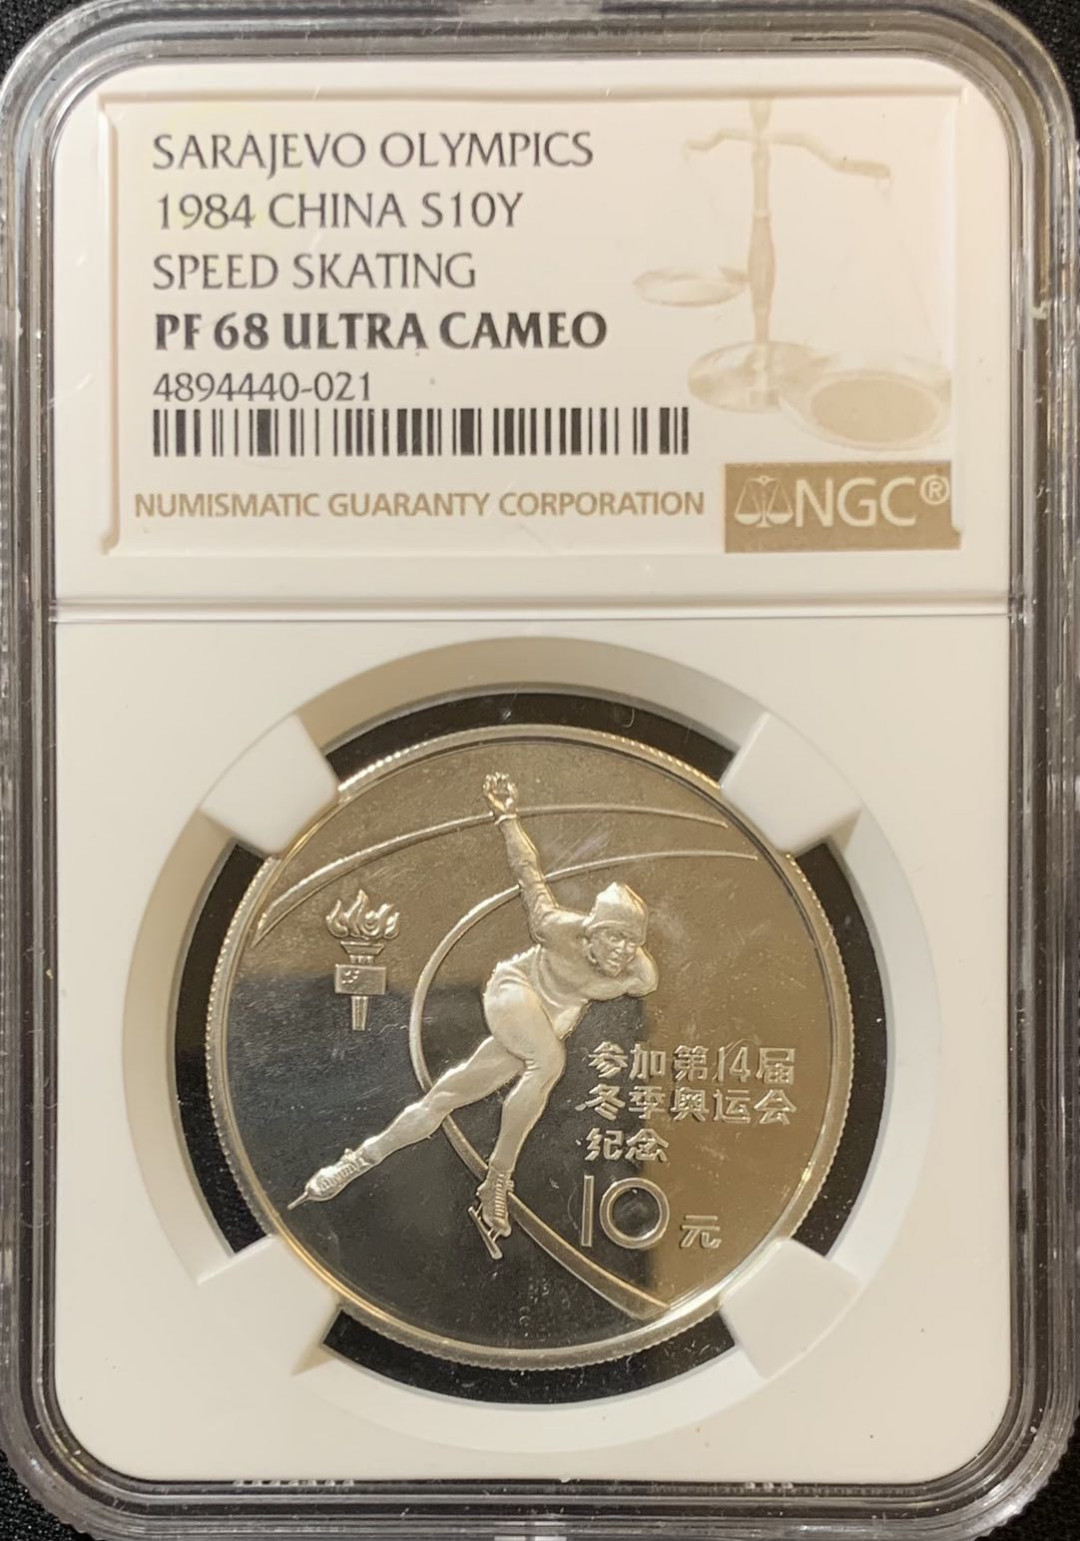 SARAJEVO OLYMPICS
1984 CHINA S10Y
SPEED SKATING
PF 68 ULTRA CAMEO
4894440-021
NUMISMATIC GUARANTY CORPORATION
NGC®
参加第14届
冬季奥运会
纪念
10元